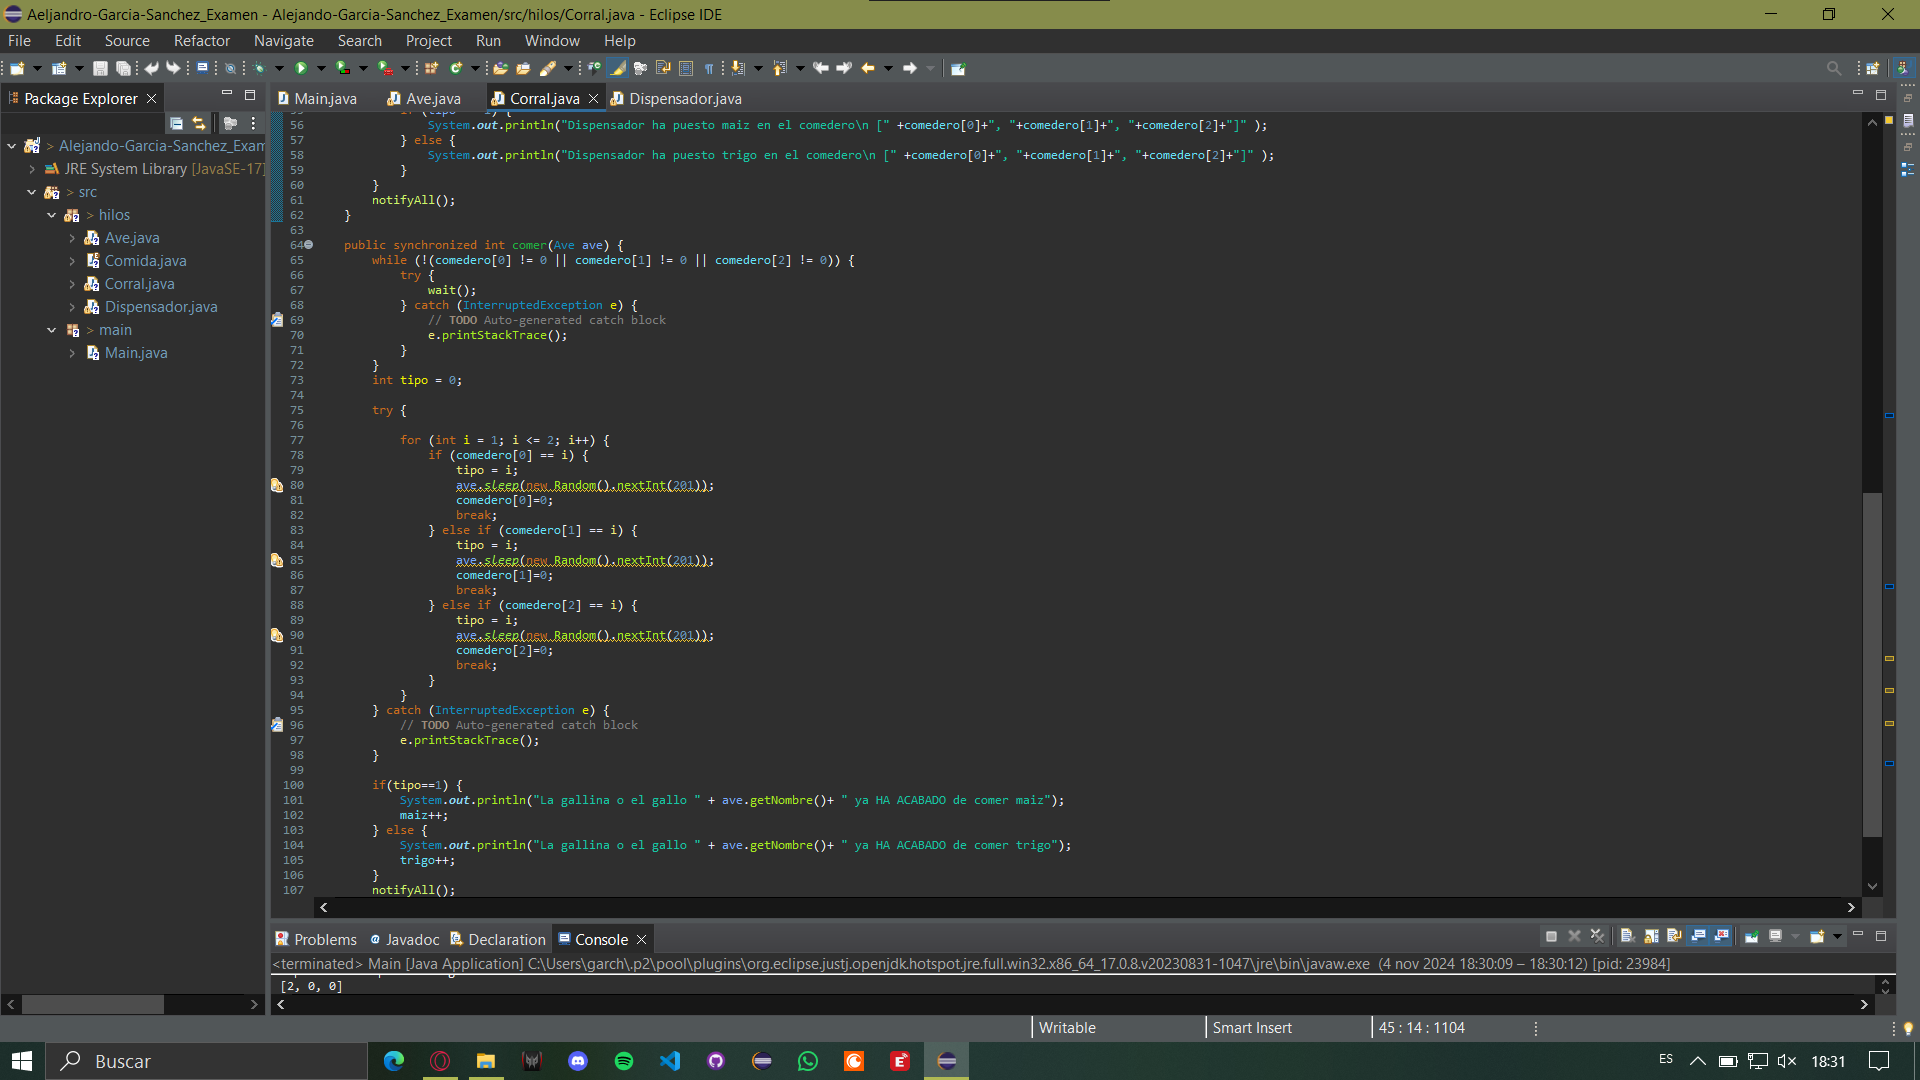 Aeljandro-Garcia-Sanchez_Examen - Alejando-Garcia-Sanchez_Examen/src/hilos/Corral.java - Eclipse IDE
File Edit Source Refactor Navigate Search Project Run Window Help
Package Explorer
Main.java Ave.java Corral.java Dispensador.java
> Alejando-Garcia-Sanchez_Exam
JRE System Library [JavaSE-17]
> src
> hilos
Ave.java
Comida.java
Corral.java
Dispensador.java
> main
Main.java
56 System.out.println("Dispensador ha puesto maiz en el comedero\n [" +comedero[0]+", "+comedero[1]+", "+comedero[2]+"]" );
57 } else {
58 System.out.println("Dispensador ha puesto trigo en el comedero\n [" +comedero[0]+", "+comedero[1]+", "+comedero[2]+"]" );
59 }
60 }
61 notifyAll();
62 }
63
64 public synchronized int comer(Ave ave) {
65 while (!(comedero[0] != 0 || comedero[1] != 0 || comedero[2] != 0)) {
66 try {
67 wait();
68 } catch (InterruptedException e) {
69 // TODO Auto-generated catch block
70 e.printStackTrace();
71 }
72 }
73 int tipo = 0;
74
75 try {
76
77 for (int i = 1; i <= 2; i++) {
78 if (comedero[0] == i) {
79 tipo = i;
80 ave.sleep(new Random().nextInt(201));
81 comedero[0]=0;
82 break;
83 } else if (comedero[1] == i) {
84 tipo = i;
85 ave.sleep(new Random().nextInt(201));
86 comedero[1]=0;
87 break;
88 } else if (comedero[2] == i) {
89 tipo = i;
90 ave.sleep(new Random().nextInt(201));
91 comedero[2]=0;
92 break;
93 }
94 }
95 } catch (InterruptedException e) {
96 // TODO Auto-generated catch block
97 e.printStackTrace();
98 }
99
100 if(tipo==1) {
101 System.out.println("La gallina o el gallo " + ave.getNombre()+ " ya HA ACABADO de comer maiz");
102 maiz++;
103 } else {
104 System.out.println("La gallina o el gallo " + ave.getNombre()+ " ya HA ACABADO de comer trigo");
105 trigo++;
106 }
107 notifyAll();
Problems Javadoc Declaration Console
<terminated> Main [Java Application] C:\Users\garch\.p2\pool\plugins\org.eclipse.justj.openjdk.hotspot.jre.full.win32.x86_64_17.0.8.v20230831-1047\jre\bin\javaw.exe (4 nov 2024 18:30:09 – 18:30:12) [pid: 23984]
[2, 0, 0]
Writable Smart Insert 45 : 14 : 1104
Buscar
ES 18:31